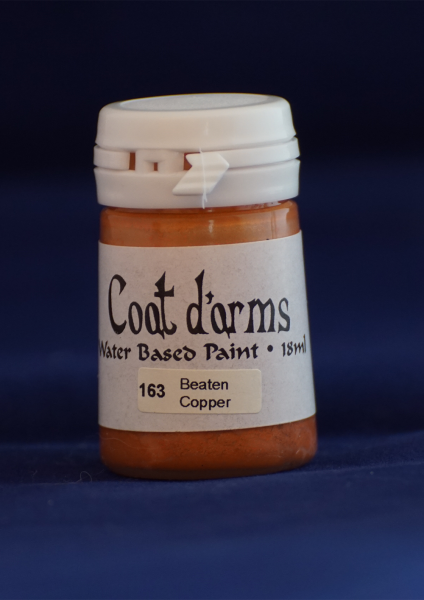 Coat d'arms
Water Based Paint • 18ml
163 Beaten
Copper